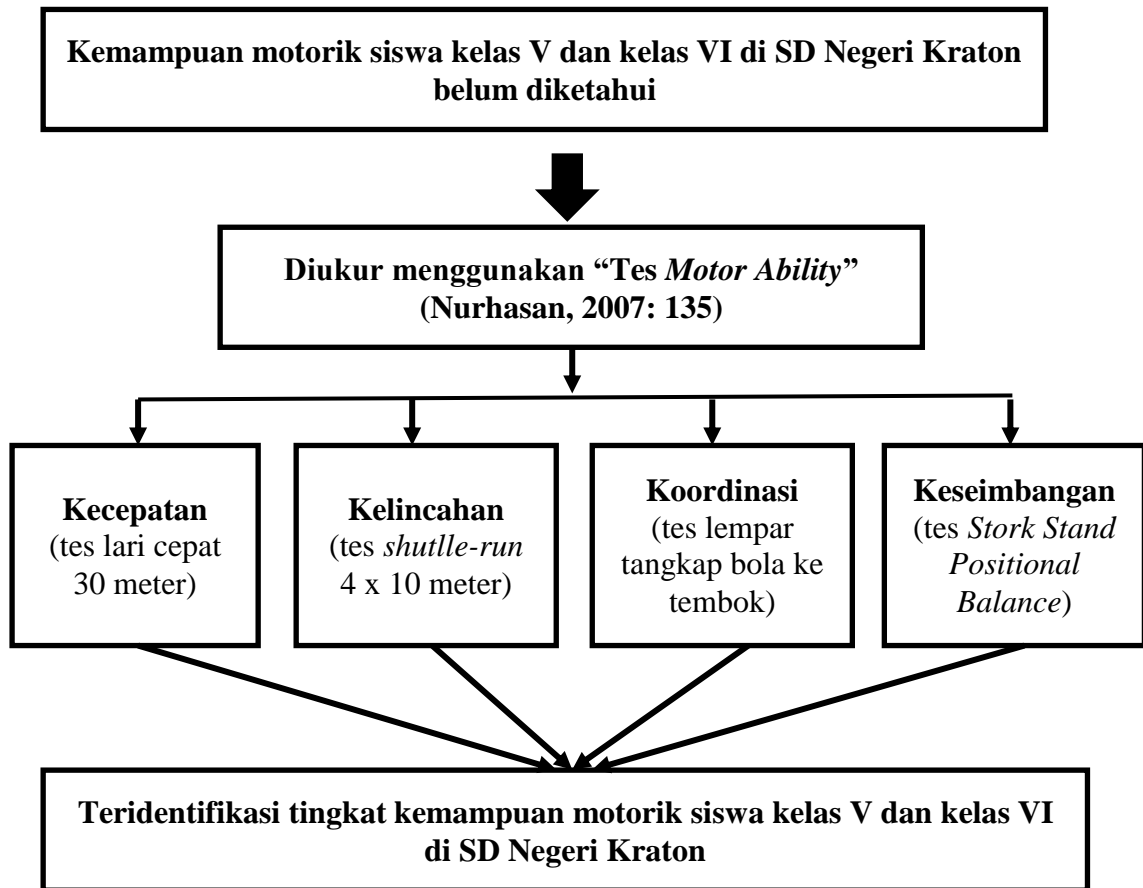 Kemampuan motorik siswa kelas V dan kelas VI di SD Negeri Kraton
belum diketahui
Diukur menggunakan “Tes Motor Ability”
(Nurhasan, 2007: 135)
Kecepatan
(tes lari cepat
30 meter)
Kelincahan
(tes shutlle-run
4 x 10 meter)
Koordinasi
(tes lempar
tangkap bola ke
tembok)
Keseimbangan
(tes Stork Stand
Positional
Balance)
Teridentifikasi tingkat kemampuan motorik siswa kelas V dan kelas VI
di SD Negeri Kraton